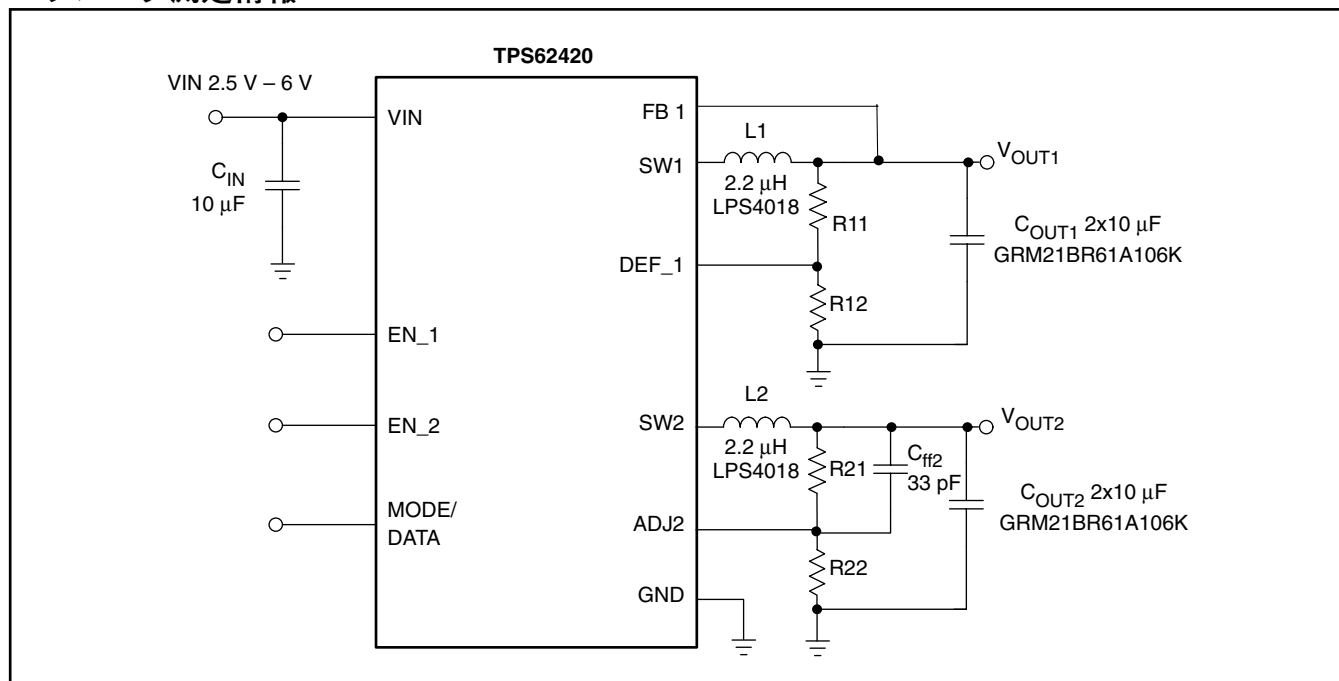 TPS62420
VIN 2.5 V – 6 V
VIN
C_IN
10 μF
EN_1
EN_2
MODE/
DATA
FB 1
SW1
DEF_1
SW2
ADJ2
GND
L1
2.2 μH
LPS4018
R11
R12
V_OUT1
C_OUT1 2x10 μF
GRM21BR61A106K
L2
2.2 μH
LPS4018
R21
C_ff2
33 pF
R22
V_OUT2
C_OUT2 2x10 μF
GRM21BR61A106K